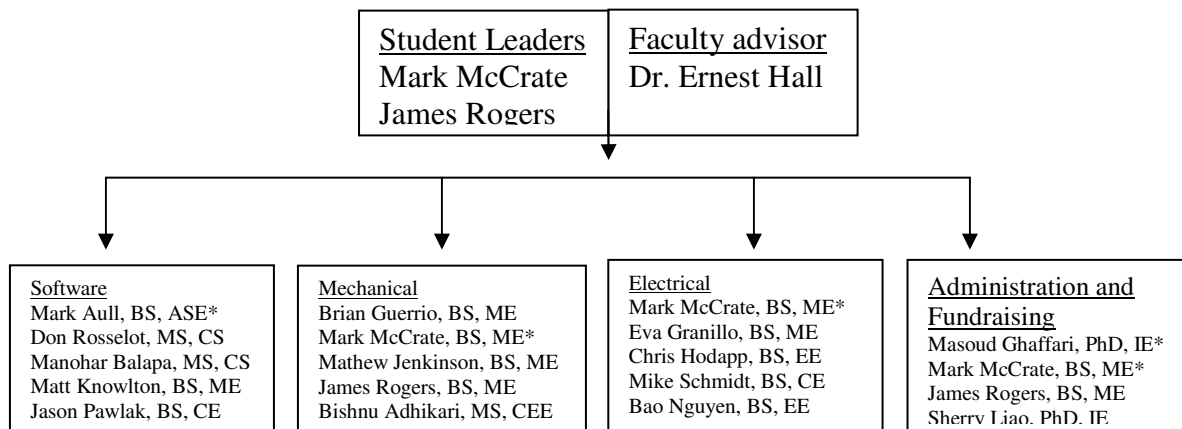 Student Leaders
Mark McCrate
James Rogers
Faculty advisor
Dr. Ernest Hall
Software
Mark Aull, BS, ASE*
Don Rosselot, MS, CS
Manohar Balapa, MS, CS
Matt Knowlton, BS, ME
Jason Pawlak, BS, CE
Mechanical
Brian Guerrio, BS, ME
Mark McCrate, BS, ME*
Mathew Jenkinson, BS, ME
James Rogers, BS, ME
Bishnu Adhikari, MS, CEE
Electrical
Mark McCrate, BS, ME*
Eva Granillo, BS, ME
Chris Hodapp, BS, EE
Mike Schmidt, BS, CE
Bao Nguyen, BS, EE
Administration and
Fundraising
Masoud Ghaffari, PhD, IE*
Mark McCrate, BS, ME*
James Rogers, BS, ME
Sherry Liao, PhD, IE